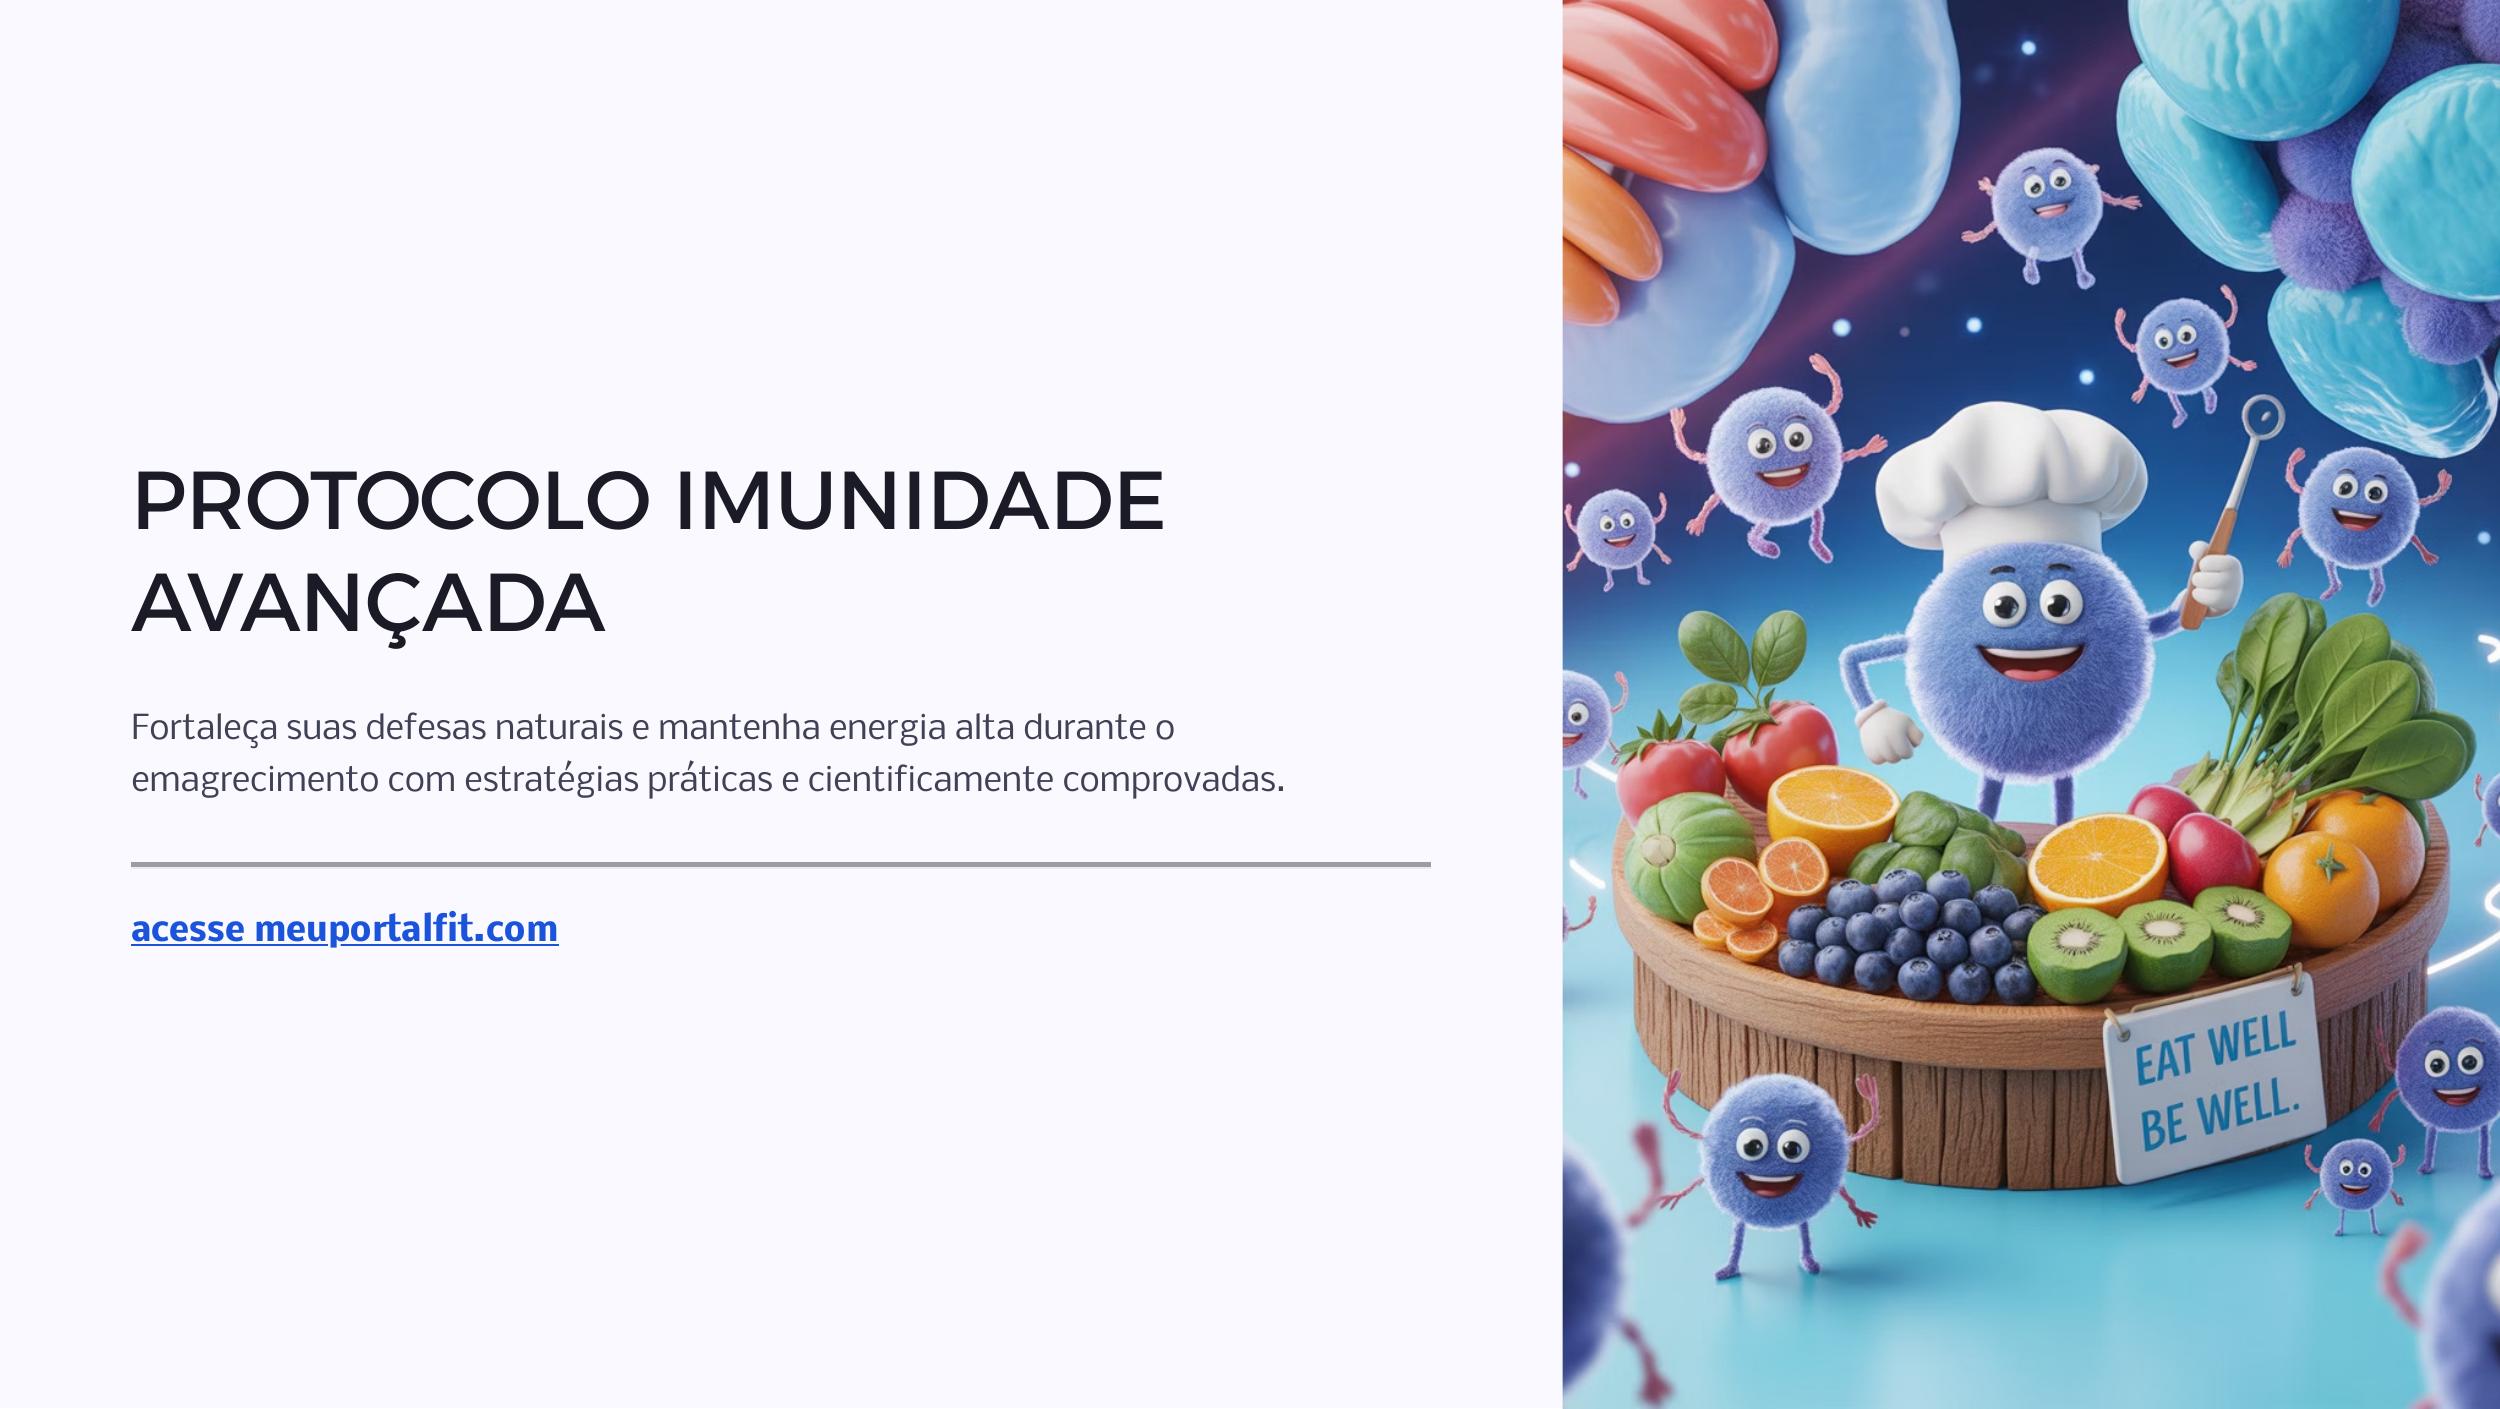 PROTOCOLO IMUNIDADE
AVANÇADA
Fortaleça suas defesas naturais e mantenha energia alta durante o
emagrecimento com estratégias práticas e cientificamente comprovadas.
acesse meuportalfit.com
EAT WELL
BE WELL.